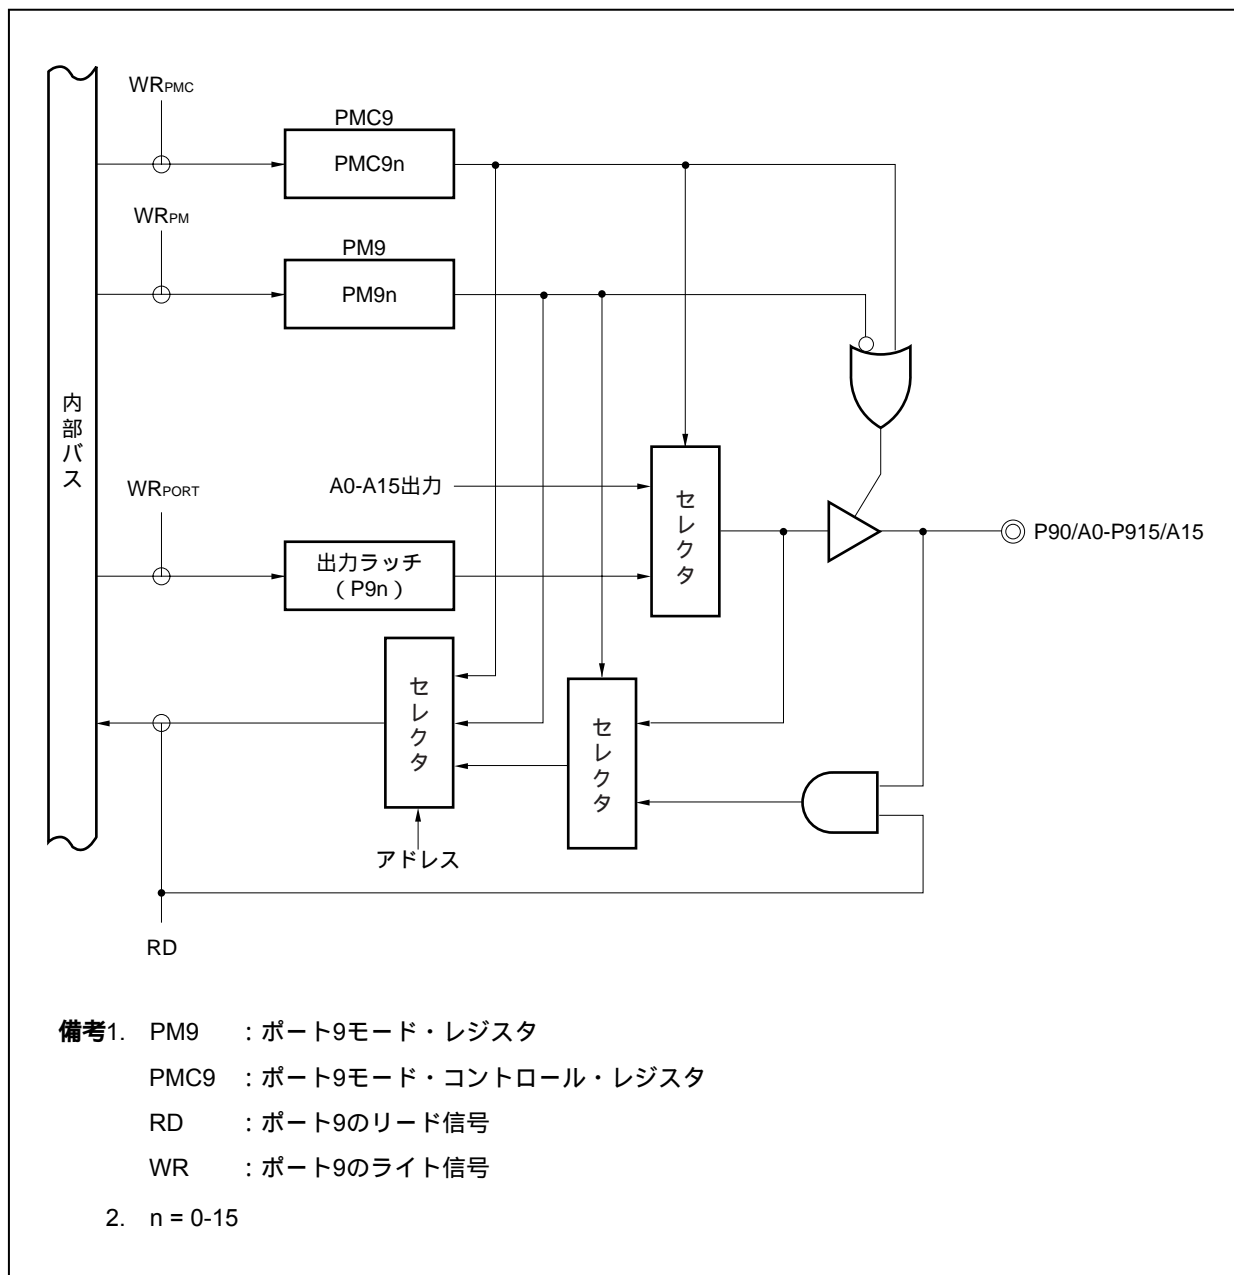 WRPMC
PMC9
PMC9n
WRPM
PM9
PM9n
内部バス
A0-A15出力
WRPORT
セレクタ
P90/A0-P915/A15
出力ラッチ
（P9n）
セレクタ
セレクタ
アドレス
RD
備考1. PM9 ：ポート9モード・レジスタ
PMC9 ：ポート9モード・コントロール・レジスタ
RD ：ポート9のリード信号
WR ：ポート9のライト信号
2. n = 0-15